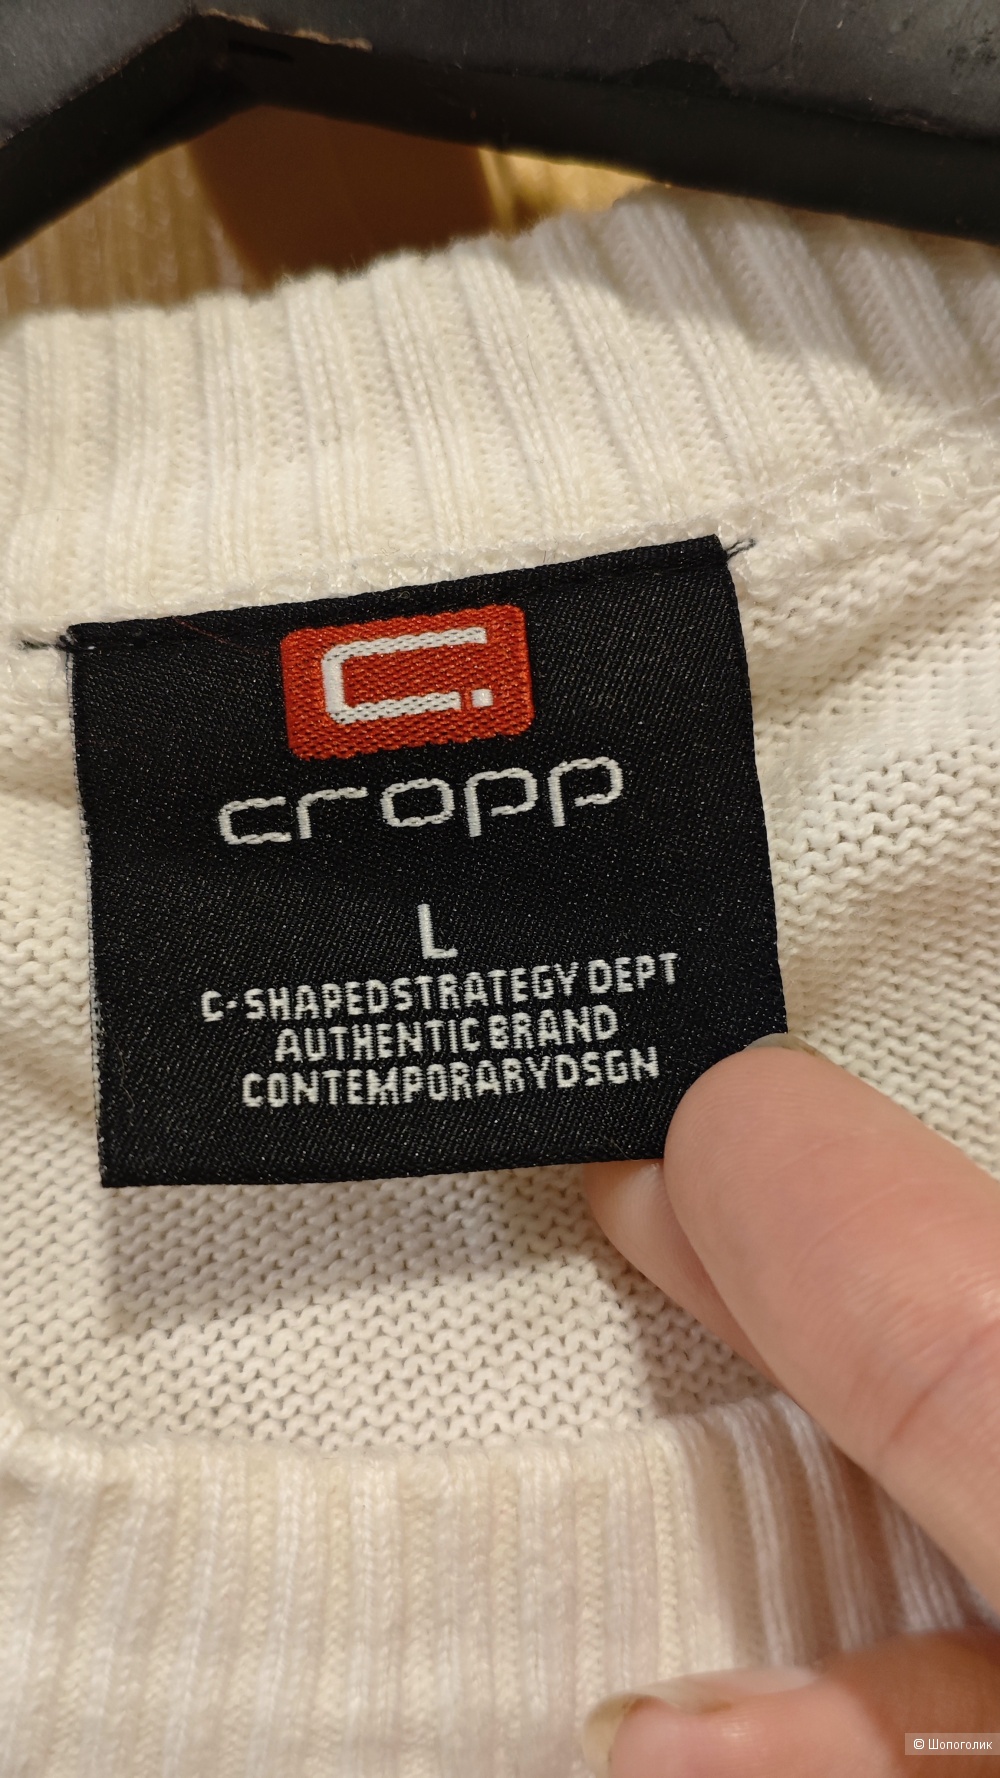 C.
cropp
L
C-SHAPEDSTRATEGY DEPT
AUTHENTIC BRAND
CONTEMPORARYDSGN
© Шопоголик